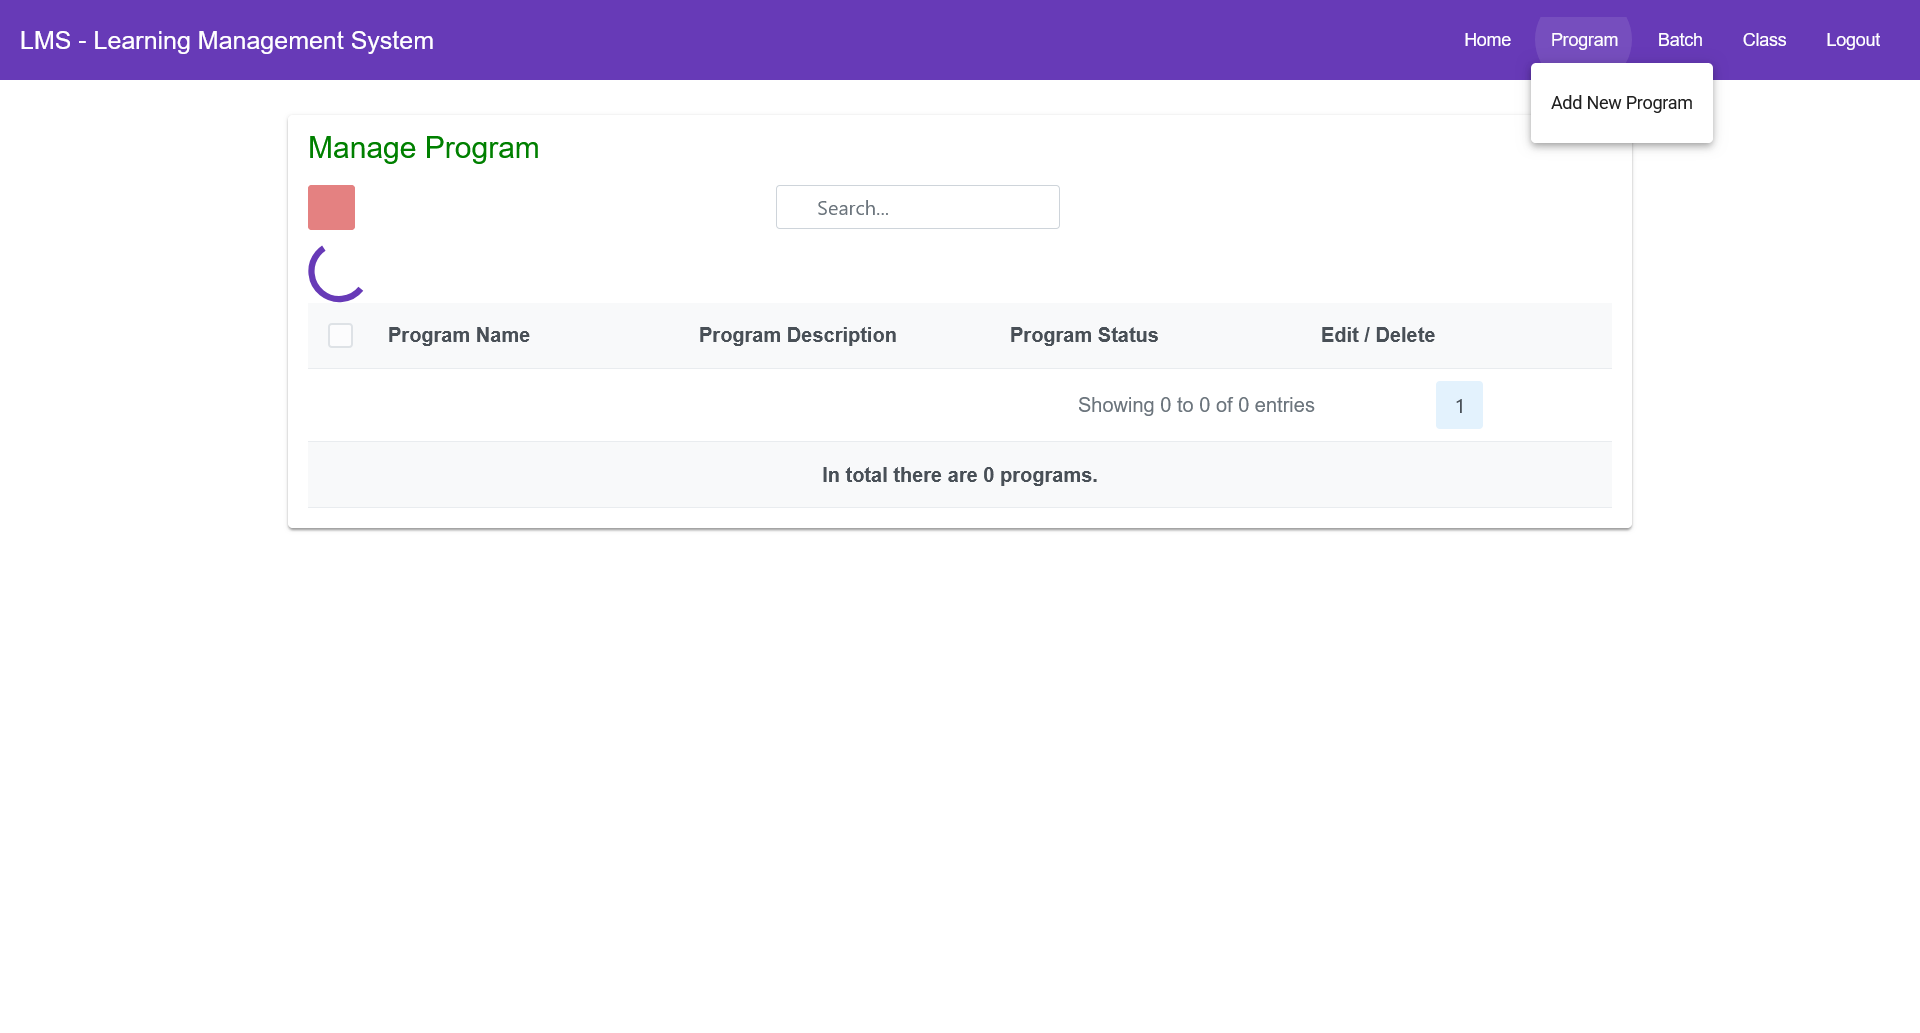 LMS - Learning Management System
Home Program Batch Class Logout
Add New Program
Manage Program
Search...
Program Name Program Description Program Status Edit / Delete
Showing 0 to 0 of 0 entries 1
In total there are 0 programs.